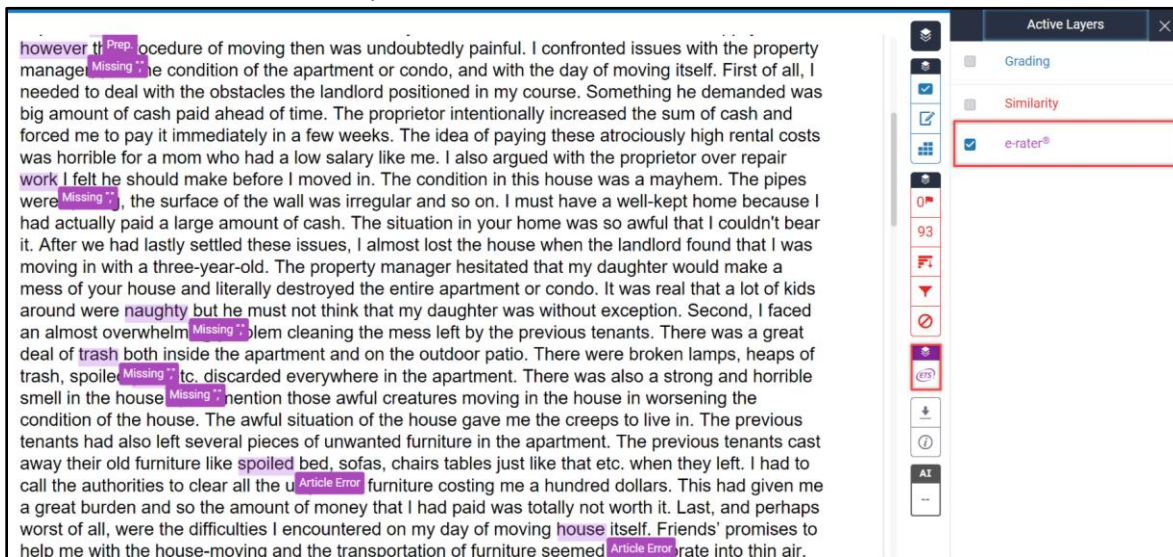 however th Prep. ocedure of moving then was undoubtedly painful. I confronted issues with the property
manager Missing "," e condition of the apartment or condo, and with the day of moving itself. First of all, I
needed to deal with the obstacles the landlord positioned in my course. Something he demanded was
big amount of cash paid ahead of time. The proprietor intentionally increased the sum of cash and
forced me to pay it immediately in a few weeks. The idea of paying these atrociously high rental costs
was horrible for a mom who had a low salary like me. I also argued with the proprietor over repair
work I felt he should make before I moved in. The condition in this house was a mayhem. The pipes
were Missing "," , the surface of the wall was irregular and so on. I must have a well-kept home because I
had actually paid a large amount of cash. The situation in your home was so awful that I couldn't bear
it. After we had lastly settled these issues, I almost lost the house when the landlord found that I was
moving in with a three-year-old. The property manager hesitated that my daughter would make a
mess of your house and literally destroyed the entire apartment or condo. It was real that a lot of kids
around were naughty but he must not think that my daughter was without exception. Second, I faced
an almost overwhelm Missing "," lem cleaning the mess left by the previous tenants. There was a great
deal of trash both inside the apartment and on the outdoor patio. There were broken lamps, heaps of
trash, spoile Missing "," tc. discarded everywhere in the apartment. There was also a strong and horrible
smell in the house Missing "," mention those awful creatures moving in the house in worsening the
condition of the house. The awful situation of the house gave me the creeps to live in. The previous
tenants had also left several pieces of unwanted furniture in the apartment. The previous tenants cast
away their old furniture like spoiled bed, sofas, chairs tables just like that etc. when they left. I had to
call the authorities to clear all the u Article Error furniture costing me a hundred dollars. This had given me
a great burden and so the amount of money that I had paid was totally not worth it. Last, and perhaps
worst of all, were the difficulties I encountered on my day of moving house itself. Friends' promises to
help me with the house-moving and the transportation of furniture seemed Article Error rate into thin air.
0
93
ETS
AI
--
Active Layers
Grading
Similarity
e-rater®